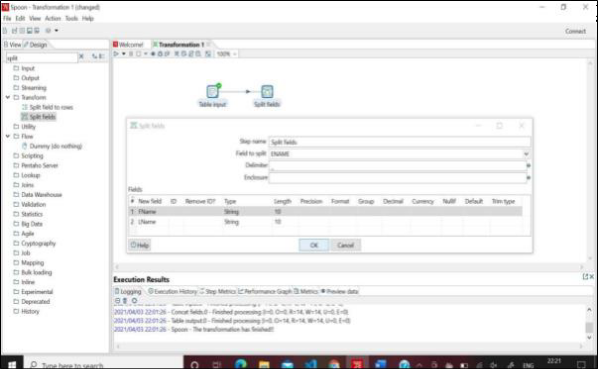 Spoon - Transformation 1 (changed)
File Edit View Action Tools Help
Connect
View Design
Welcome! Transformation 1
split
100%
Input
Output
Streaming
Transform
Split field to rows
Split fields
Utility
Flow
Dummy (do nothing)
Scripting
Pentaho Server
Lookup
Joins
Data Warehouse
Validation
Statistics
Big Data
Agile
Cryptography
Job
Mapping
Bulk loading
Inline
Experimental
Deprecated
History
Table input Split fields
Split fields
Step name Split fields
Field to split ENAME
Delimiter
Enclosure
Fields
# New field ID Remove ID? Type Length Precision Format Group Decimal Currency Nullif Default Trim type
1 FName String 10
2 LName String 10
Help OK Cancel
Execution Results
Logging Execution History Step Metrics Performance Graph Metrics Preview data
2021/04/03 22:01:26 - Concat fields.0 - Finished processing (I=0, O=0, R=14, W=14, U=0, E=0)
2021/04/03 22:01:26 - Table output.0 - Finished processing (I=0, O=14, R=14, W=14, U=0, E=0)
2021/04/03 22:01:26 - Spoon - The transformation has finished!!
Type here to search
ENG
22:21